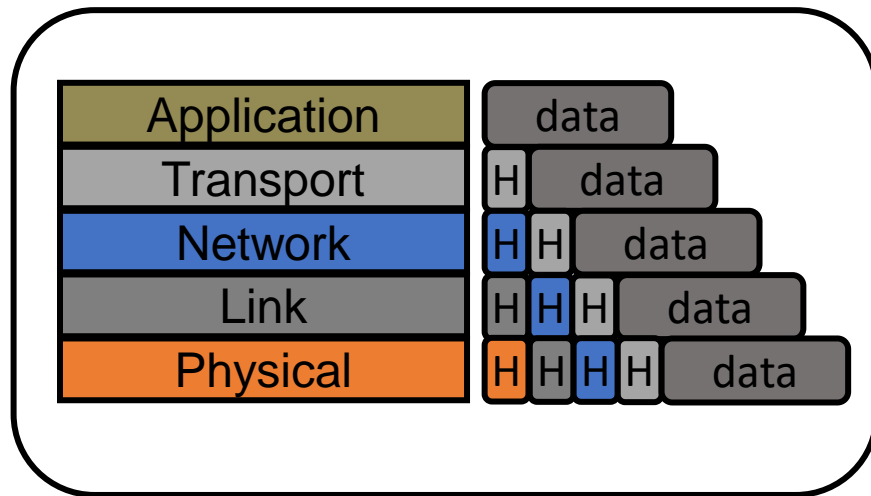 Application data
Transport H data
Network H H data
Link H H H data
Physical H H H H data